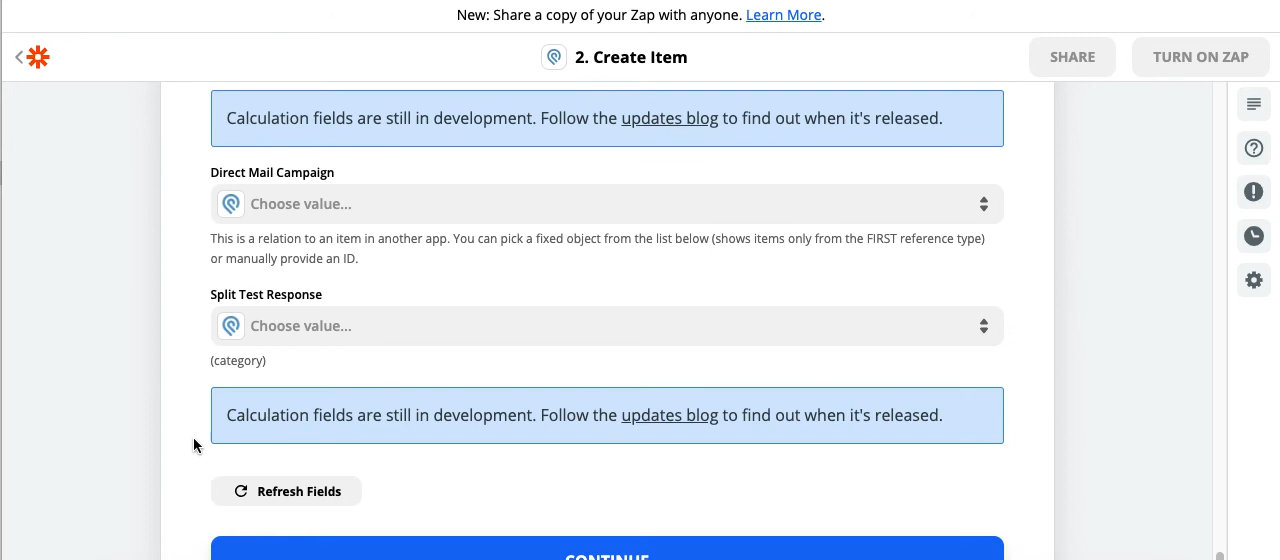 New: Share a copy of your Zap with anyone. Learn More.
2. Create Item
SHARE
TURN ON ZAP
Calculation fields are still in development. Follow the updates blog to find out when it's released.
Direct Mail Campaign
Choose value...
This is a relation to an item in another app. You can pick a fixed object from the list below (shows items only from the FIRST reference type)
or manually provide an ID.
Split Test Response
Choose value...
(category)
Calculation fields are still in development. Follow the updates blog to find out when it's released.
Refresh Fields
CONTINUE